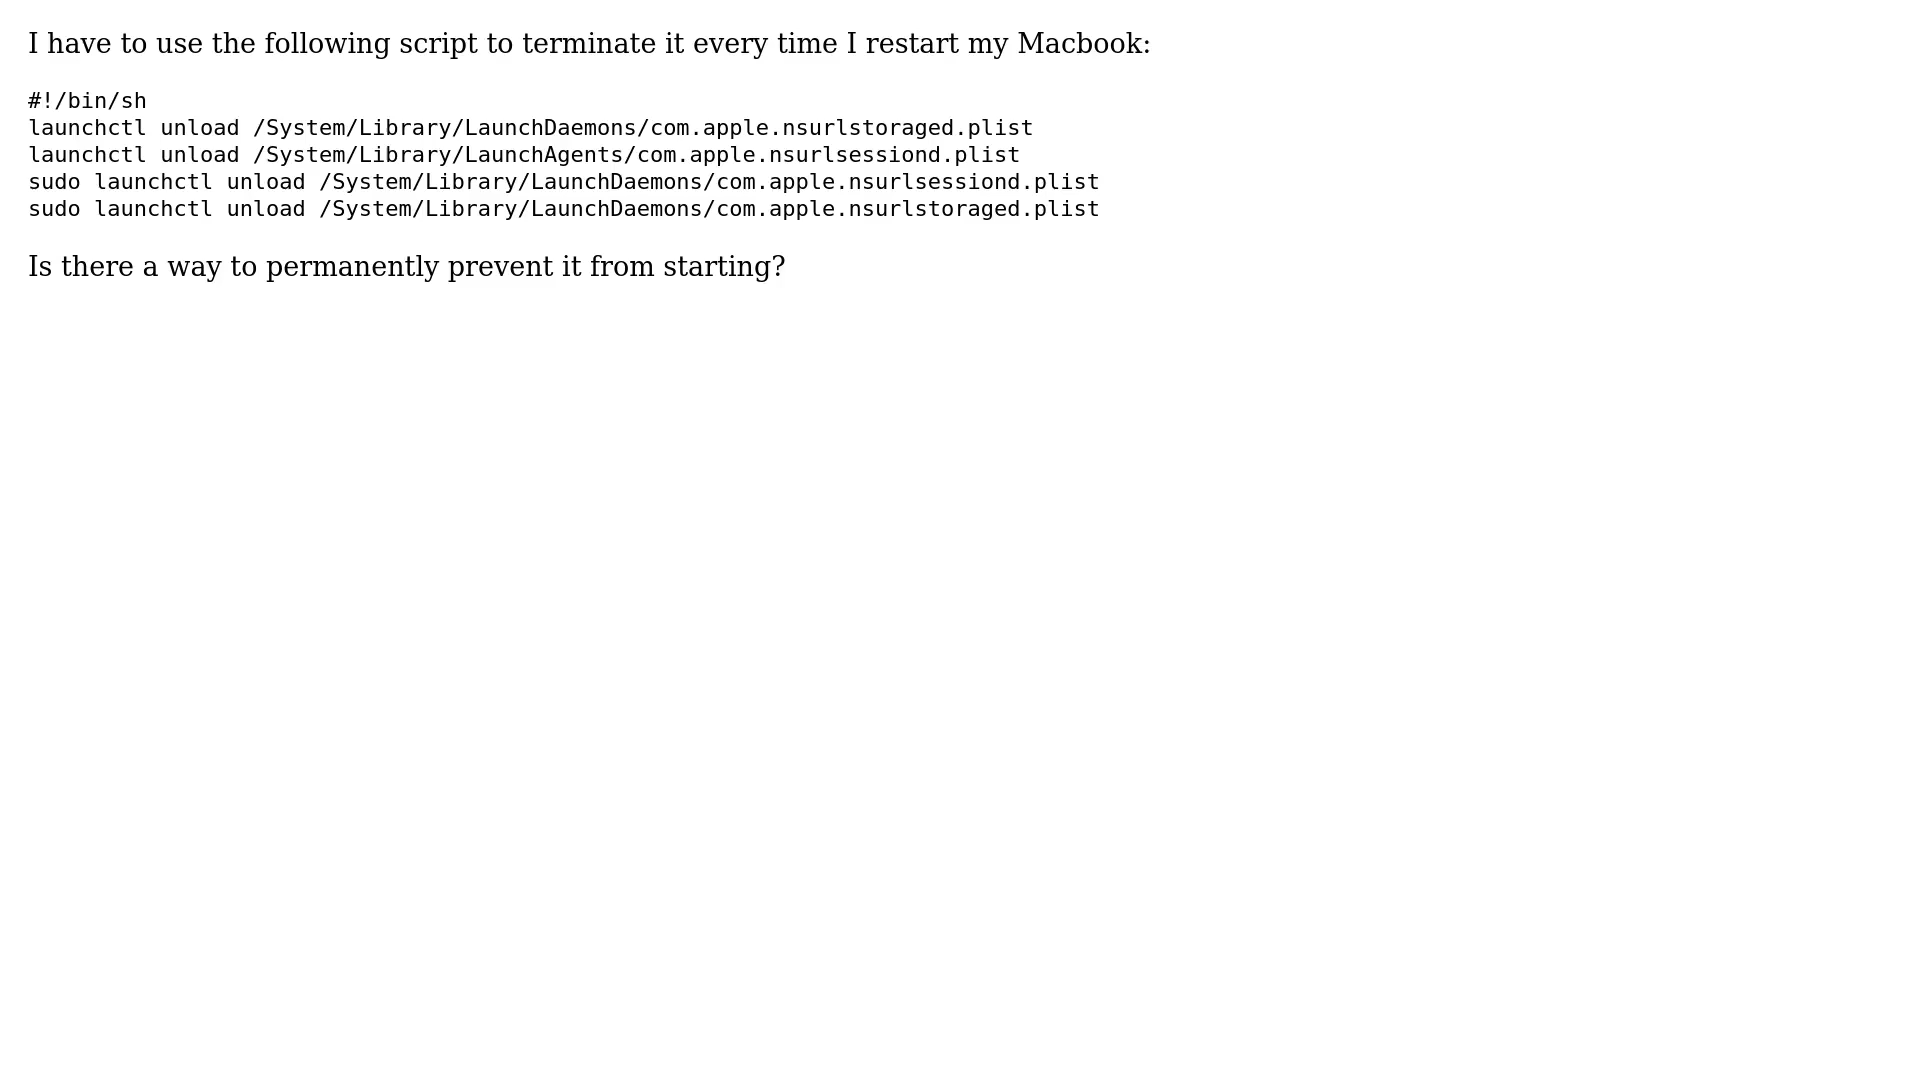 I have to use the following script to terminate it every time I restart my Macbook:
#!/bin/sh
launchctl unload /System/Library/LaunchDaemons/com.apple.nsurlstoraged.plist
launchctl unload /System/Library/LaunchAgents/com.apple.nsurlsessiond.plist
sudo launchctl unload /System/Library/LaunchDaemons/com.apple.nsurlsessiond.plist
sudo launchctl unload /System/Library/LaunchDaemons/com.apple.nsurlstoraged.plist
Is there a way to permanently prevent it from starting?